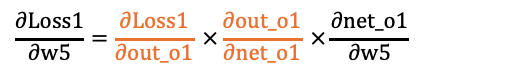 ∂Loss1/∂w5 = ∂Loss1/∂out_o1 × ∂out_o1/∂net_o1 × ∂net_o1/∂w5